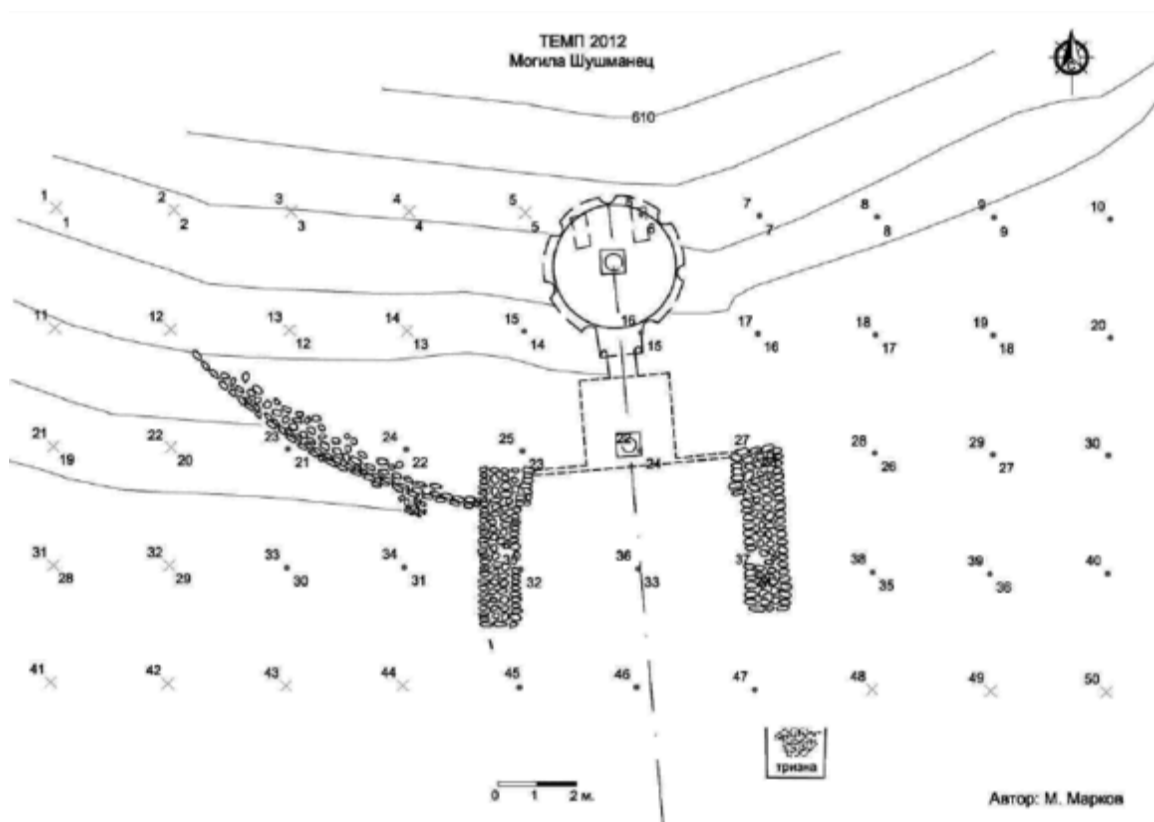 ТЕМП 2012
Могила Шушманец
610
1 2 3 4 5 6 7 8 9 10
1 2 3 4 5 6 7 8 9
11 12 13 14 15 16 17 18 19 20
12 13 14 15 16 17 18
21 22 23 24 25 22 27 28 29 30
19 20 21 22 23 24 26 27
31 32 33 34 36 37 38 39 40
28 29 30 31 32 33 35 36
41 42 43 44 45 46 47 48 49 50
тризна
0 1 2 м.
Автор: М. Марков